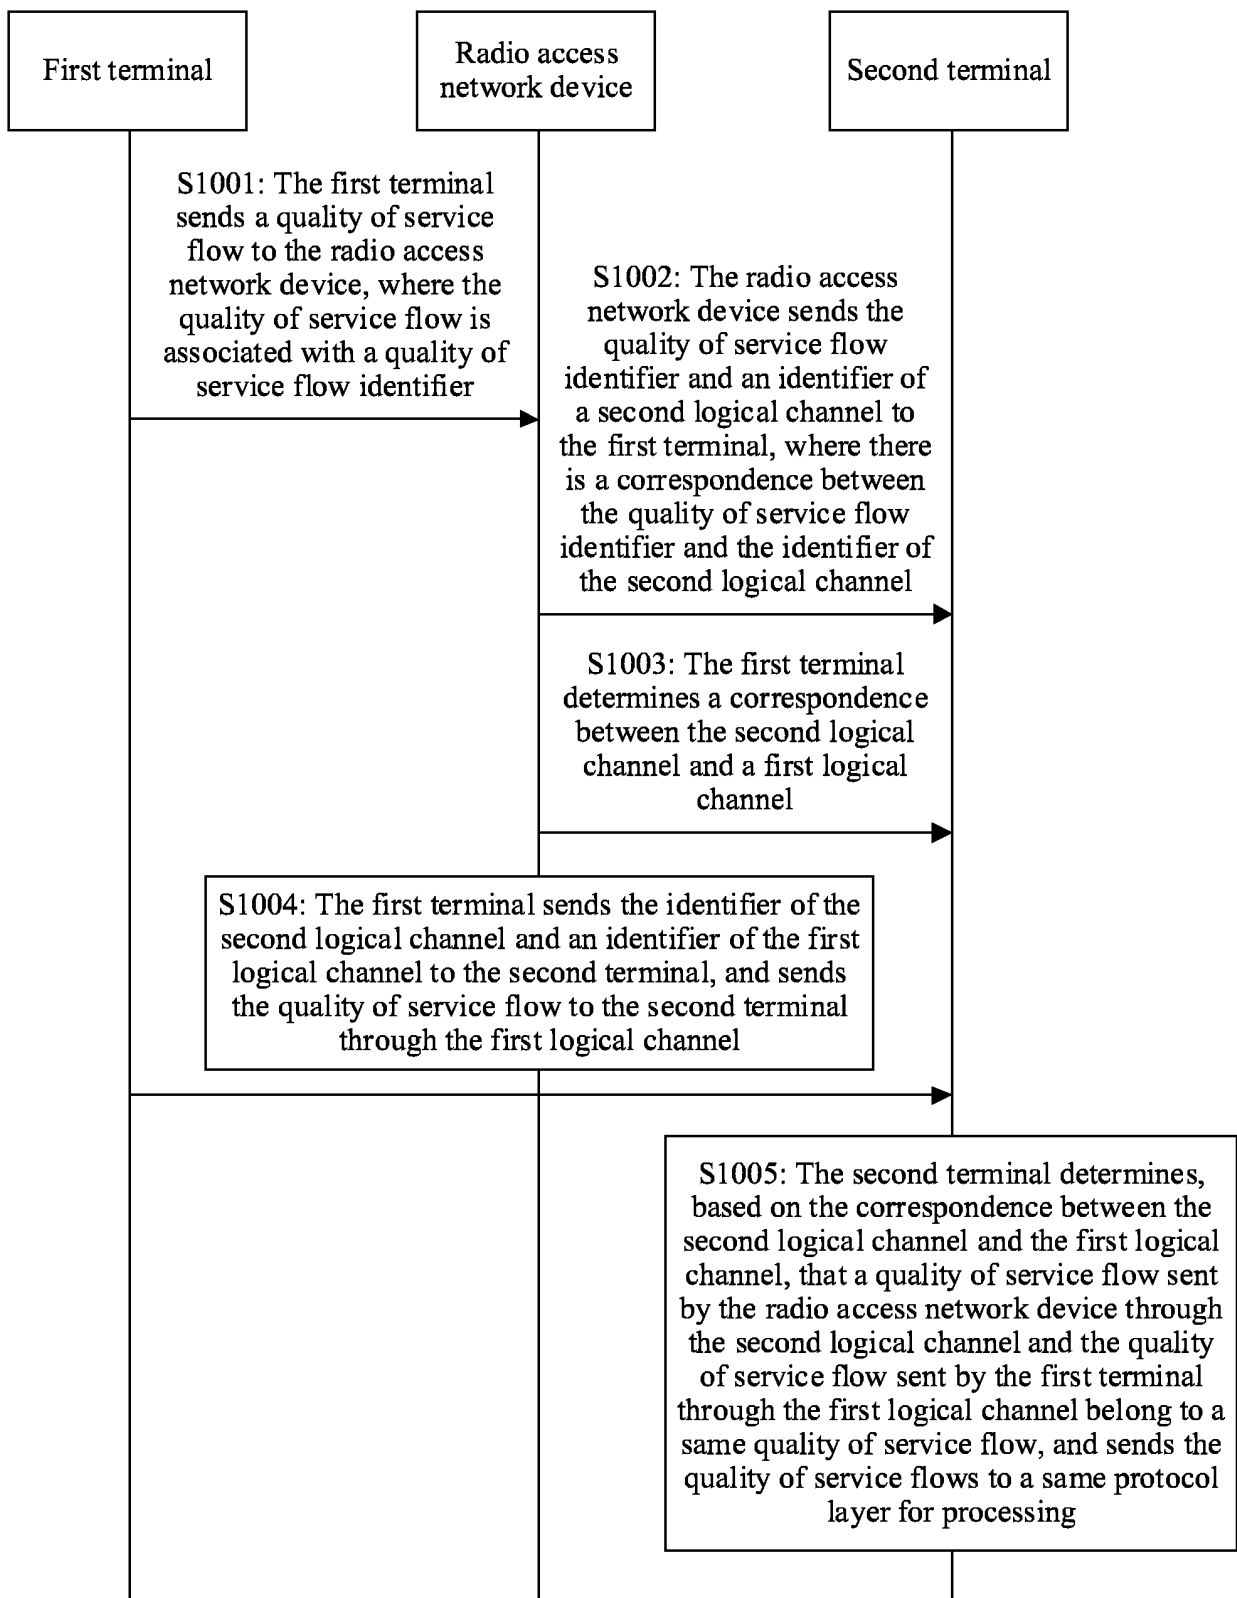 First terminal
Radio access
network device
Second terminal
S1001: The first terminal
sends a quality of service
flow to the radio access
network device, where the
quality of service flow is
associated with a quality of
service flow identifier
S1002: The radio access
network device sends the
quality of service flow
identifier and an identifier of
a second logical channel to
the first terminal, where there
is a correspondence between
the quality of service flow
identifier and the identifier of
the second logical channel
S1003: The first terminal
determines a correspondence
between the second logical
channel and a first logical
channel
S1004: The first terminal sends the identifier of the
second logical channel and an identifier of the first
logical channel to the second terminal, and sends
the quality of service flow to the second terminal
through the first logical channel
S1005: The second terminal determines,
based on the correspondence between the
second logical channel and the first logical
channel, that a quality of service flow sent
by the radio access network device through
the second logical channel and the quality
of service flow sent by the first terminal
through the first logical channel belong to a
same quality of service flow, and sends the
quality of service flows to a same protocol
layer for processing